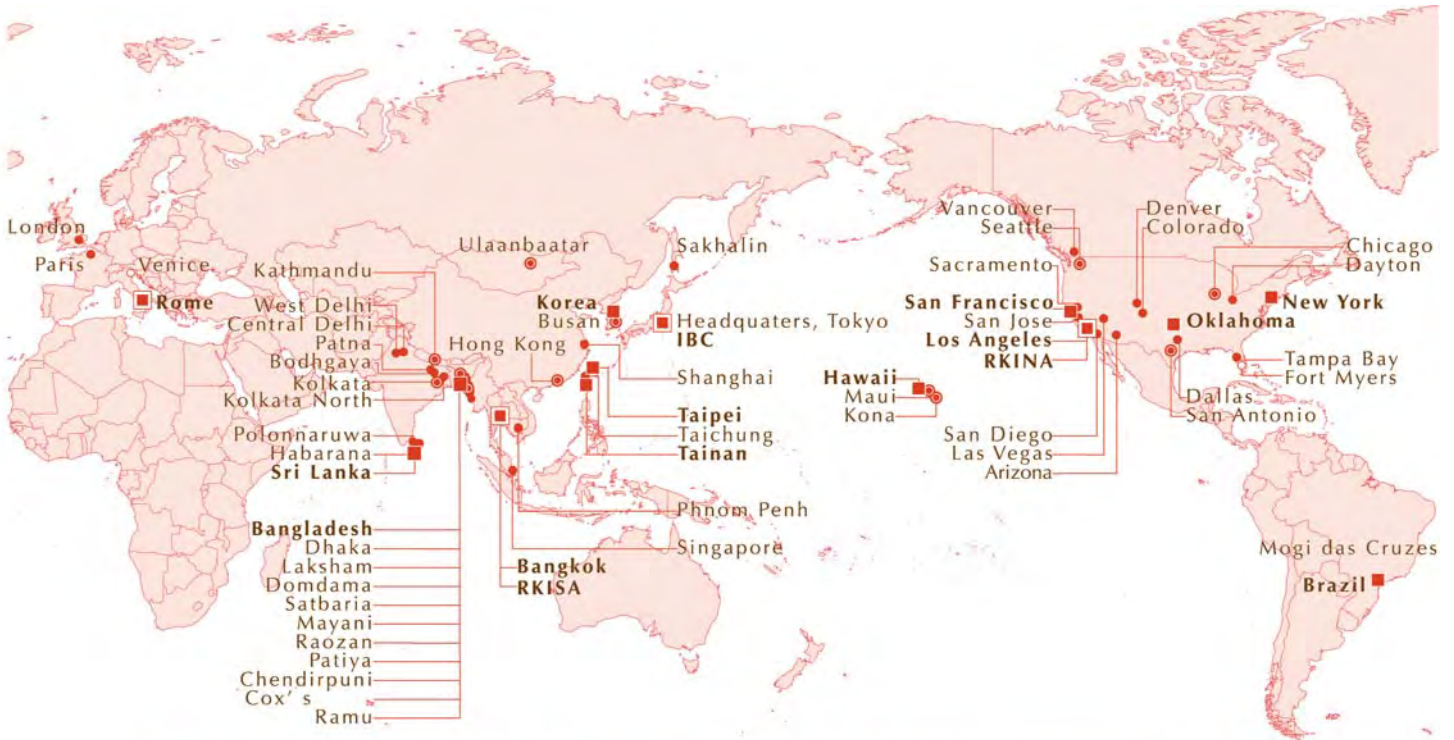 London
Paris
Venice
Rome
Kathmandu
West Delhi
Central Delhi
Patna
Bodhgaya
Kolkata
Kolkata North
Polonnaruwa
Habarana
Sri Lanka
Bangladesh
Dhaka
Laksham
Domdama
Satbaria
Mayani
Raozan
Patiya
Chendirpuni
Cox' s
Ramu
Ulaanbaatar
Sakhalin
Korea
Busan
Headquaters, Tokyo
IBC
Hong Kong
Shanghai
Taipei
Taichung
Tainan
Phnom Penh
Singapore
Bangkok
RKISA
Vancouver
Seattle
Sacramento
San Francisco
San Jose
Los Angeles
RKINA
Hawaii
Maui
Kona
San Diego
Las Vegas
Arizona
Denver
Colorado
Chicago
Dayton
New York
Oklahoma
Tampa Bay
Fort Myers
Dallas
San Antonio
Mogi das Cruzes
Brazil